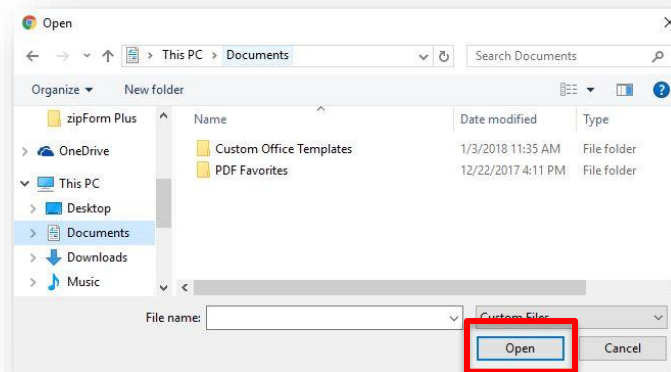 Open
This PC > Documents
Search Documents
Organize New folder
Name Date modified Type
zipForm Plus
OneDrive
This PC
Desktop
Documents
Downloads
Music
Custom Office Templates 1/3/2018 11:35 AM File folder
PDF Favorites 12/22/2017 4:11 PM File folder
File name: Custom Files
Open Cancel